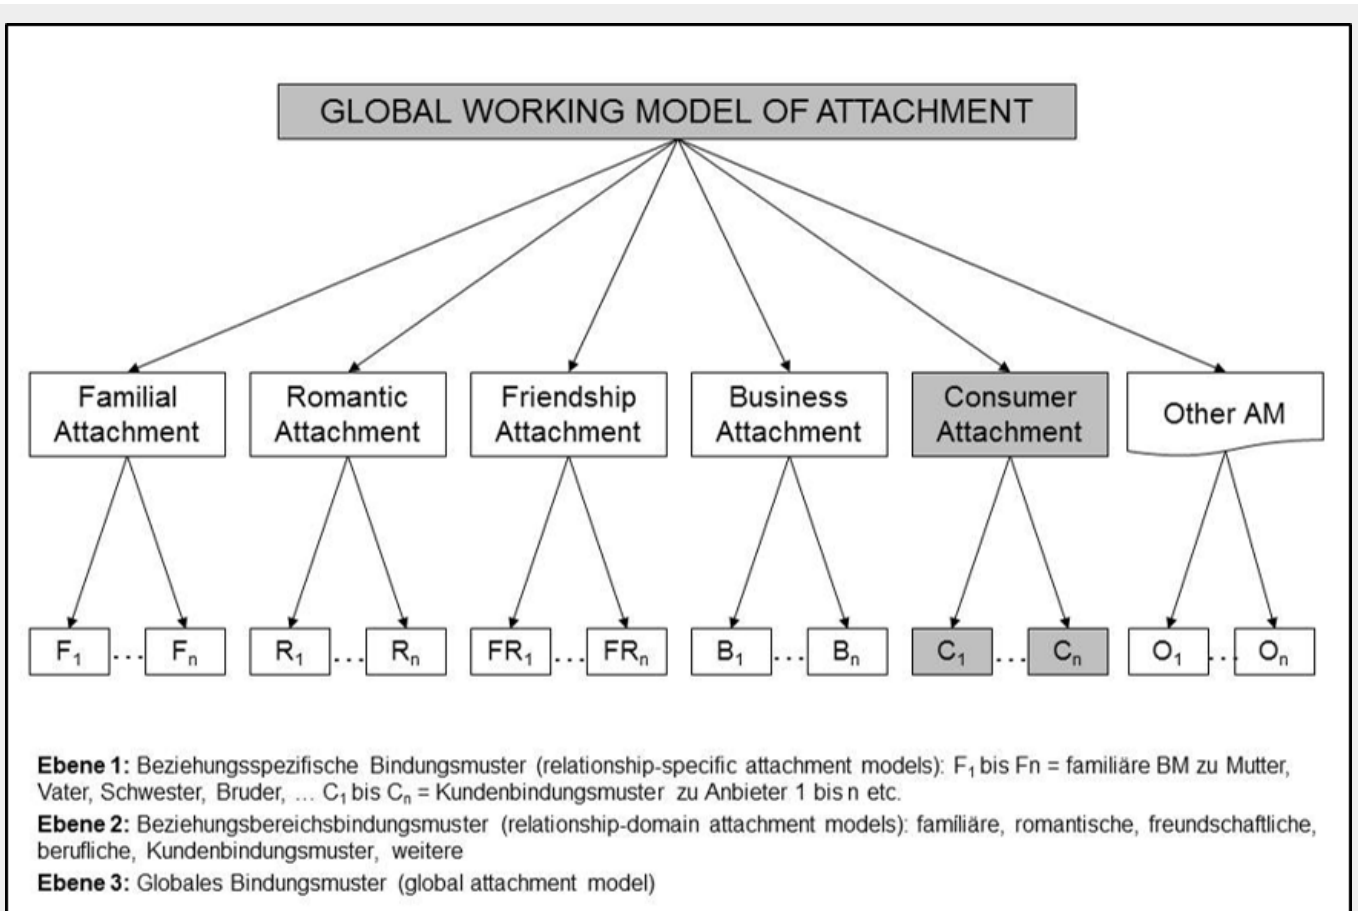 GLOBAL WORKING MODEL OF ATTACHMENT
Familial
Attachment
Romantic
Attachment
Friendship
Attachment
Business
Attachment
Consumer
Attachment
Other AM
F₁ ... Fₙ
R₁ ... Rₙ
FR₁ ... FRₙ
B₁ ... Bₙ
C₁ ... Cₙ
O₁ ... Oₙ
Ebene 1: Beziehungsspezifische Bindungsmuster (relationship-specific attachment models): F₁ bis Fn = familiäre BM zu Mutter,
Vater, Schwester, Bruder, ... C₁ bis Cₙ = Kundenbindungsmuster zu Anbieter 1 bis n etc.
Ebene 2: Beziehungsbereichsbindungsmuster (relationship-domain attachment models): familiäre, romantische, freundschaftliche,
berufliche, Kundenbindungsmuster, weitere
Ebene 3: Globales Bindungsmuster (global attachment model)